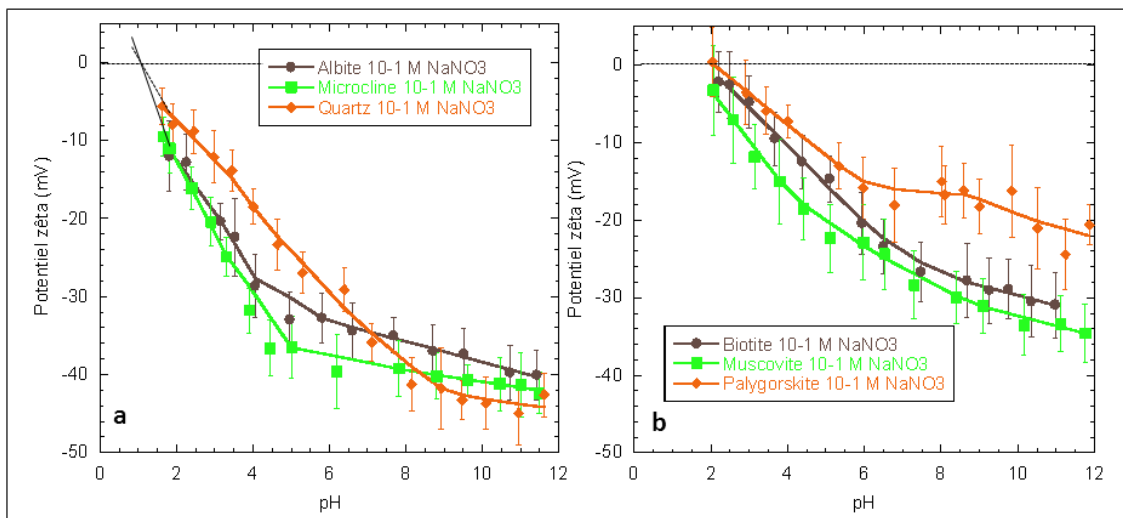 0
-10
-20
-30
-40
-50
Potentiel zêta (mV)
Albite 10-1 M NaNO3
Microcline 10-1 M NaNO3
Quartz 10-1 M NaNO3
a
0 2 4 6 8 10 12
pH
0
-10
-20
-30
-40
-50
Potentiel zêta (mV)
Biotite 10-1 M NaNO3
Muscovite 10-1 M NaNO3
Palygorskite 10-1 M NaNO3
b
0 2 4 6 8 10 12
pH